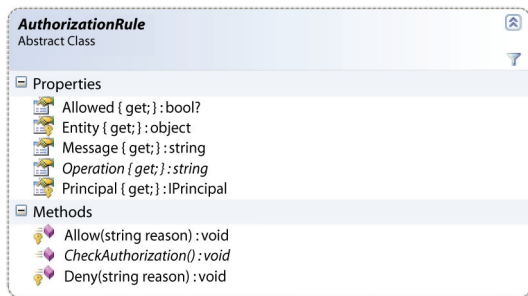 AuthorizationRule
Abstract Class
Properties
Allowed { get; } : bool?
Entity { get; } : object
Message { get; } : string
Operation { get; } : string
Principal { get; } : IPrincipal
Methods
Allow(string reason) : void
CheckAuthorization() : void
Deny(string reason) : void